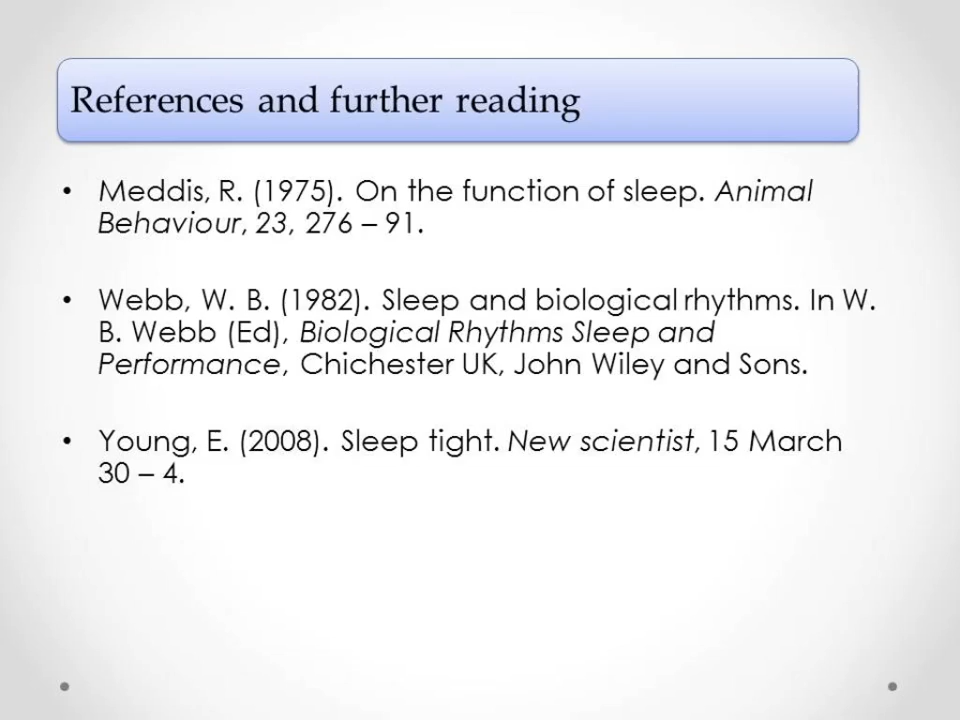 References and further reading
• Meddis, R. (1975). On the function of sleep. Animal
Behaviour, 23, 276 – 91.
• Webb, W. B. (1982). Sleep and biological rhythms. In W.
B. Webb (Ed), Biological Rhythms Sleep and
Performance, Chichester UK, John Wiley and Sons.
• Young, E. (2008). Sleep tight. New scientist, 15 March
30 – 4.